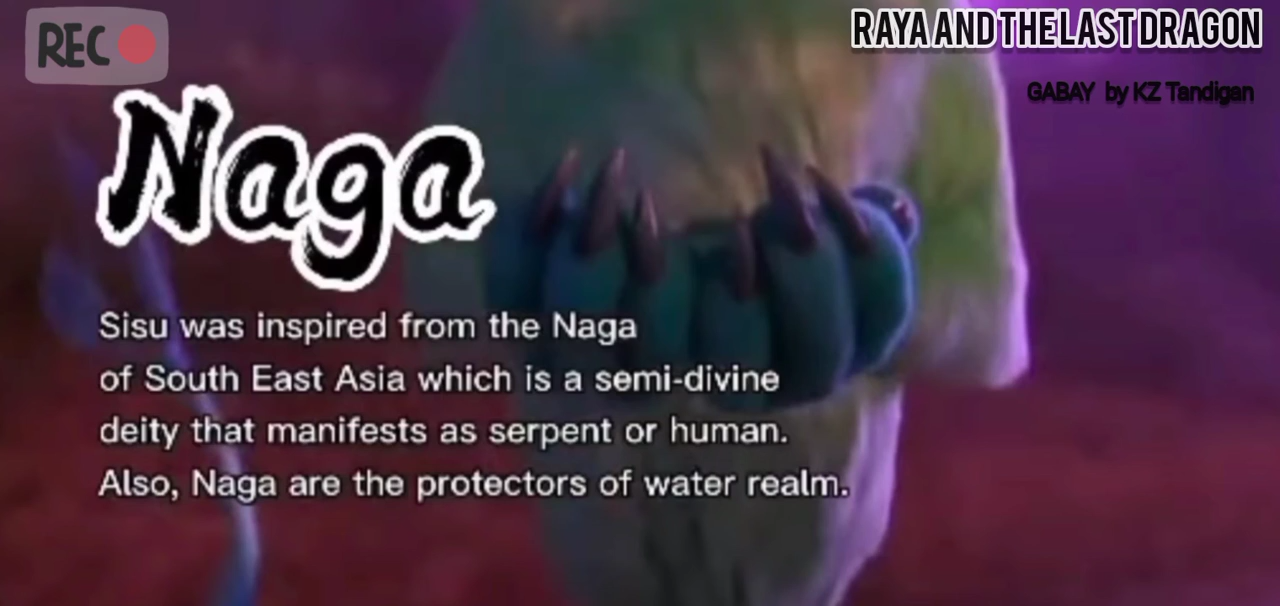 REC
RAYA AND THE LAST DRAGON
GABAY by KZ Tandigan
Naga
Sisu was inspired from the Naga
of South East Asia which is a semi-divine
deity that manifests as serpent or human.
Also, Naga are the protectors of water realm.